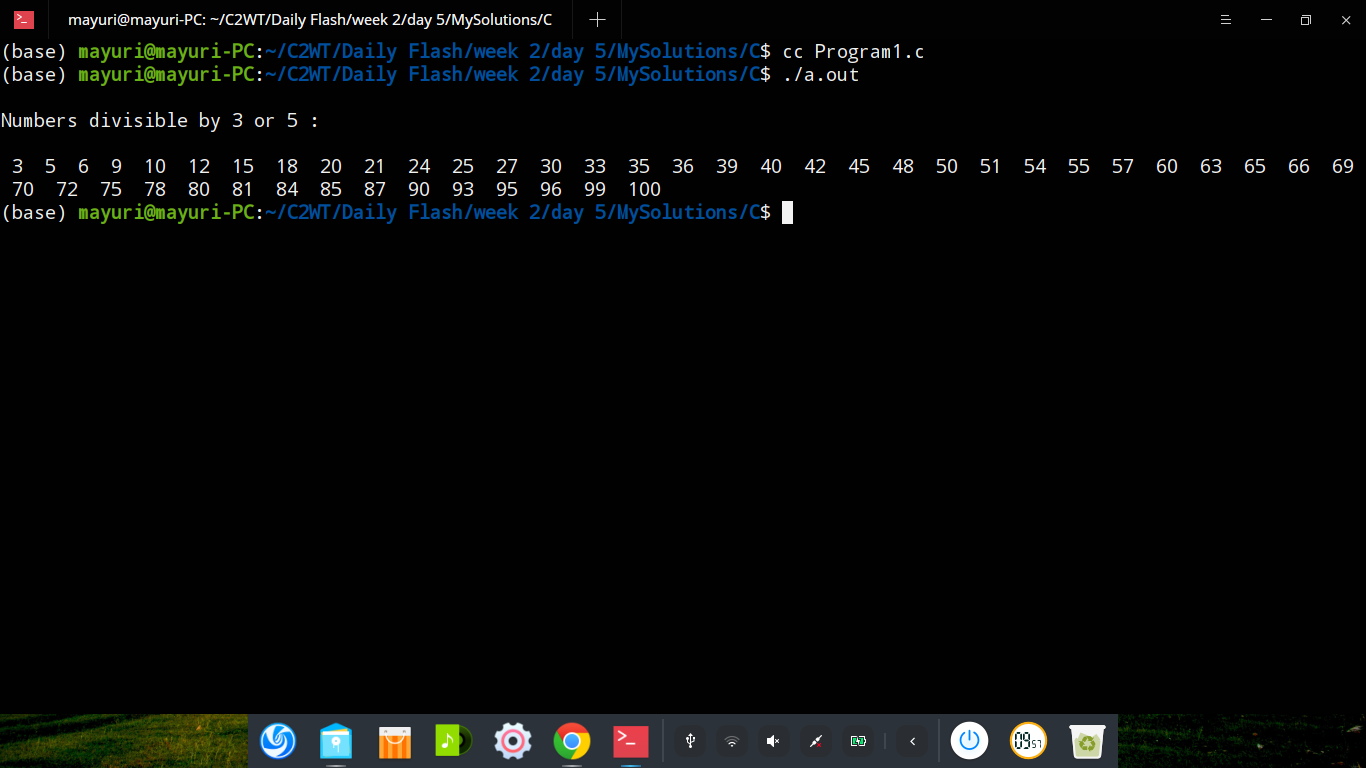 mayuri@mayuri-PC: ~/C2WT/Daily Flash/week 2/day 5/MySolutions/C
(base) mayuri@mayuri-PC:~/C2WT/Daily Flash/week 2/day 5/MySolutions/C$ cc Program1.c
(base) mayuri@mayuri-PC:~/C2WT/Daily Flash/week 2/day 5/MySolutions/C$ ./a.out
Numbers divisible by 3 or 5 :
3 5 6 9 10 12 15 18 20 21 24 25 27 30 33 35 36 39 40 42 45 48 50 51 54 55 57 60 63 65 66 69
70 72 75 78 80 81 84 85 87 90 93 95 96 99 100
(base) mayuri@mayuri-PC:~/C2WT/Daily Flash/week 2/day 5/MySolutions/C$
09 57